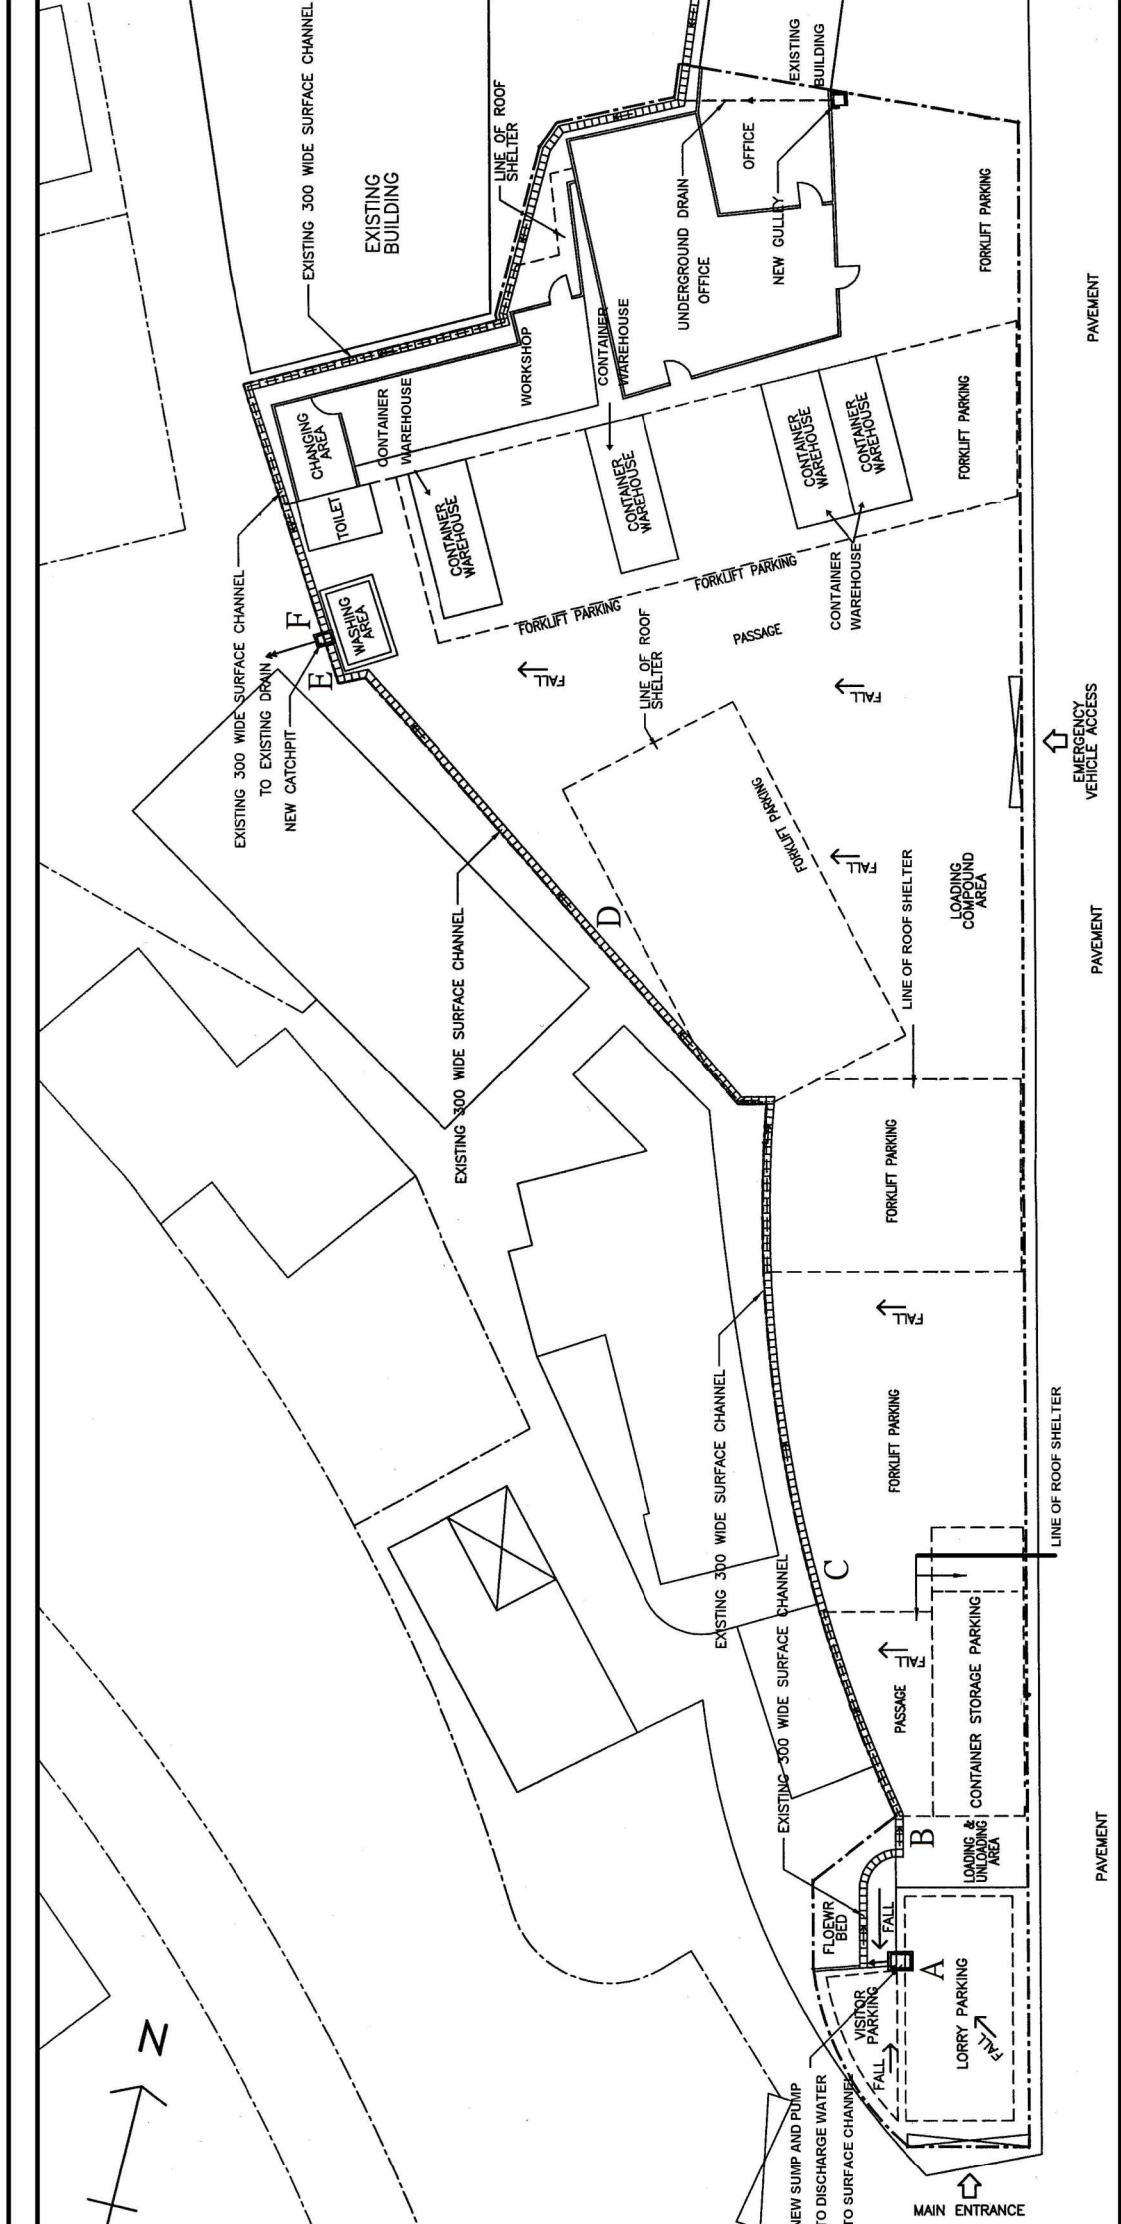 EXISTING 300 WIDE SURFACE CHANNEL
EXISTING
BUILDING
LINE OF ROOF
SHELTER
EXISTING
BUILDING
OFFICE
UNDERGROUND DRAIN
OFFICE
NEW GULLEY
FORKLIFT PARKING
PAVEMENT
WORKSHOP
CONTAINER
WAREHOUSE
CHANGING
AREA
CONTAINER
WAREHOUSE
TOILET
CONTAINER
WAREHOUSE
CONTAINER
WAREHOUSE
CONTAINER
WAREHOUSE
CONTAINER
WAREHOUSE
FORKLIFT PARKING
CONTAINER
WAREHOUSE
FORKLIFT PARKING
FORKLIFT PARKING
PASSAGE
WASHING
AREA
F
E
EXISTING 300 WIDE SURFACE CHANNEL
TO EXISTING DRAIN
NEW CATCHPIT
FALL
LINE OF ROOF
SHELTER
FALL
EMERGENCY
VEHICLE ACCESS
FORKLIFT PARKING
FALL
LOADING
COMPOUND
AREA
PAVEMENT
D
EXISTING 300 WIDE SURFACE CHANNEL
LINE OF ROOF SHELTER
FORKLIFT PARKING
FALL
EXISTING 300 WIDE SURFACE CHANNEL
FORKLIFT PARKING
LINE OF ROOF SHELTER
C
EXISTING 300 WIDE SURFACE CHANNEL
FALL
PASSAGE
CONTAINER STORAGE PARKING
B
LOADING &
UNLOADING
AREA
PAVEMENT
FLOEWR
BED
FALL
A
VISITOR
PARKING
FALL
LORRY PARKING
FALL
NEW SUMP AND PUMP
TO DISCHARGE WATER
TO SURFACE CHANNEL
MAIN ENTRANCE
N